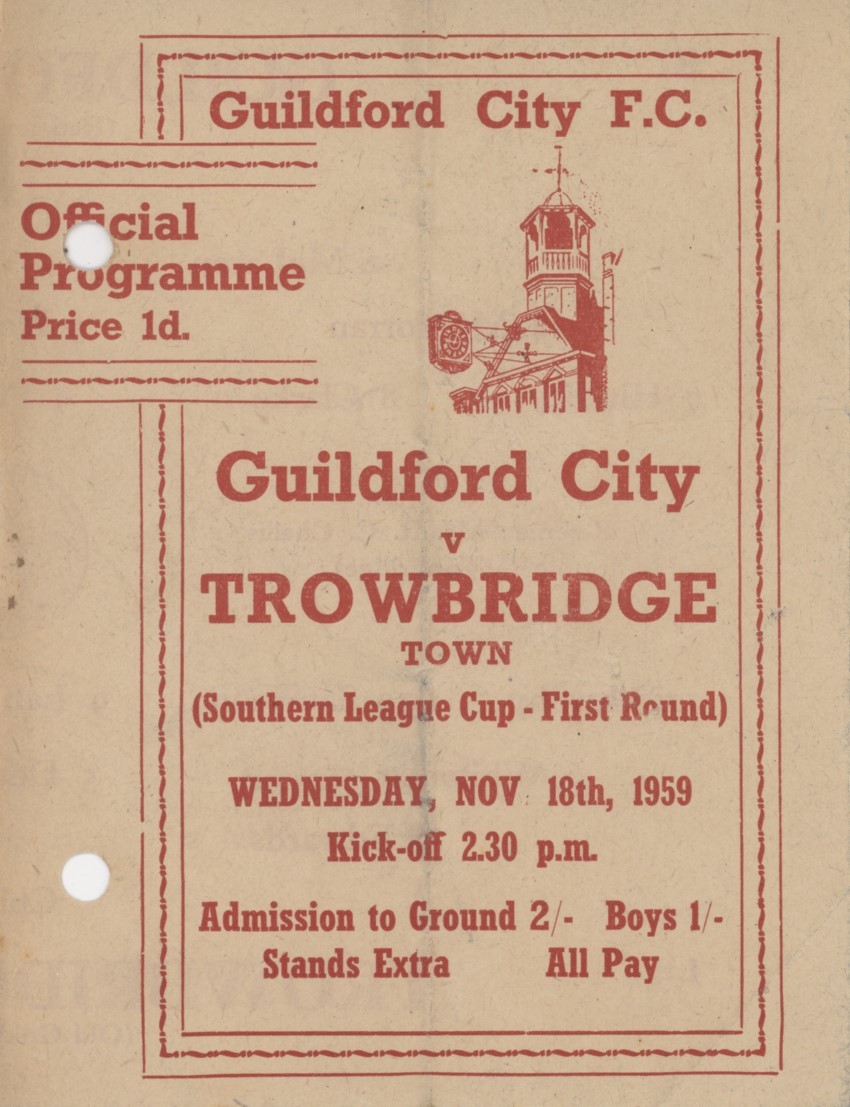 Guildford City F.C.
Official
Programme
Price 1d.
Guildford City
v
TROWBRIDGE
TOWN
(Southern League Cup - First Round)
WEDNESDAY, NOV 18th, 1959
Kick-off 2.30 p.m.
Admission to Ground 2/- Boys 1/-
Stands Extra All Pay